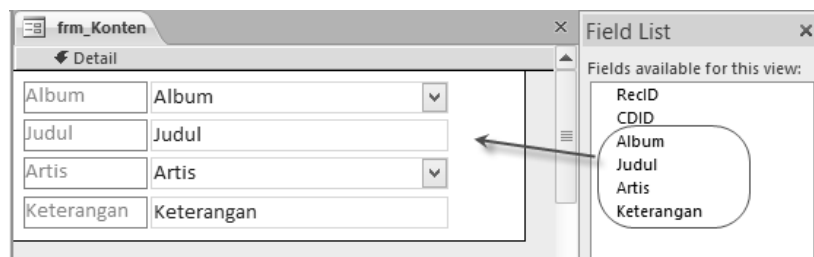 frm_Konten
Detail
Album Album
Judul Judul
Artis Artis
Keterangan Keterangan
Field List
Fields available for this view:
RecID
CDID
Album
Judul
Artis
Keterangan